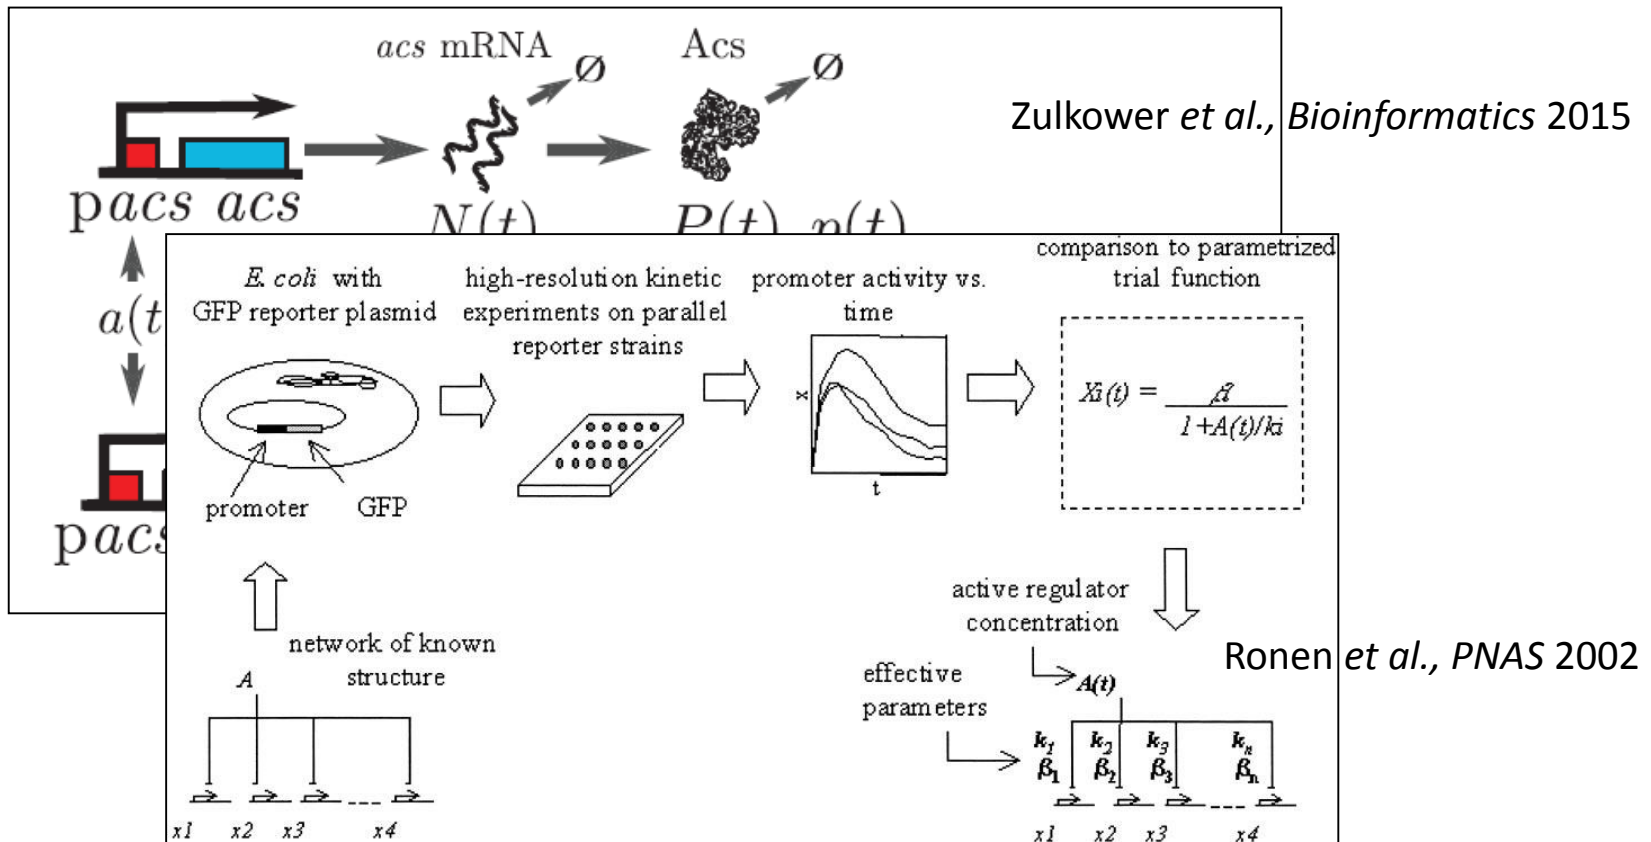 acs mRNA
Acs
Ø
Ø
Zulkower et al., Bioinformatics 2015
pacs acs
N(t)
P(t) p(t)
a(t
pacs
E. coli with
GFP reporter plasmid
high-resolution kinetic
experiments on parallel
reporter strains
promoter activity vs.
time
comparison to parametrized
trial function
x
t
Xi(t) =
1+A(t)/ki
promoter
GFP
network of known
structure
A
x1 x2 x3 x4
active regulator
concentration
Ronen et al., PNAS 2002
effective
parameters
A(t)
k1 k2 k3 kn
β1 β2 β3 βn
x1 x2 x3 x4